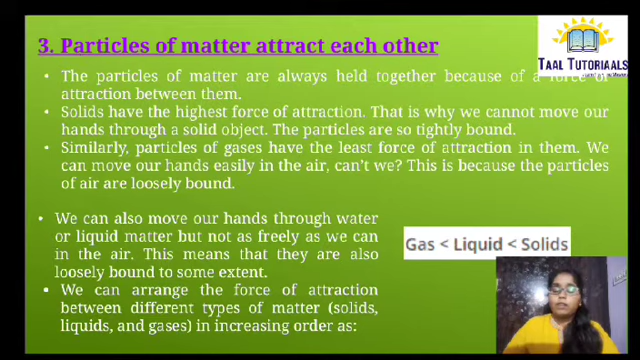 3. Particles of matter attract each other
TAAL TUTORIAALS
• The particles of matter are always held together because of a force of
attraction between them.
• Solids have the highest force of attraction. That is why we cannot move our
hands through a solid object. The particles are so tightly bound.
• Similarly, particles of gases have the least force of attraction in them. We
can move our hands easily in the air, can't we? This is because the particles
of air are loosely bound.
• We can also move our hands through water
or liquid matter but not as freely as we can
in the air. This means that they are also
loosely bound to some extent.
▪ We can arrange the force of attraction
between different types of matter (solids,
liquids, and gases) in increasing order as:
Gas < Liquid < Solids